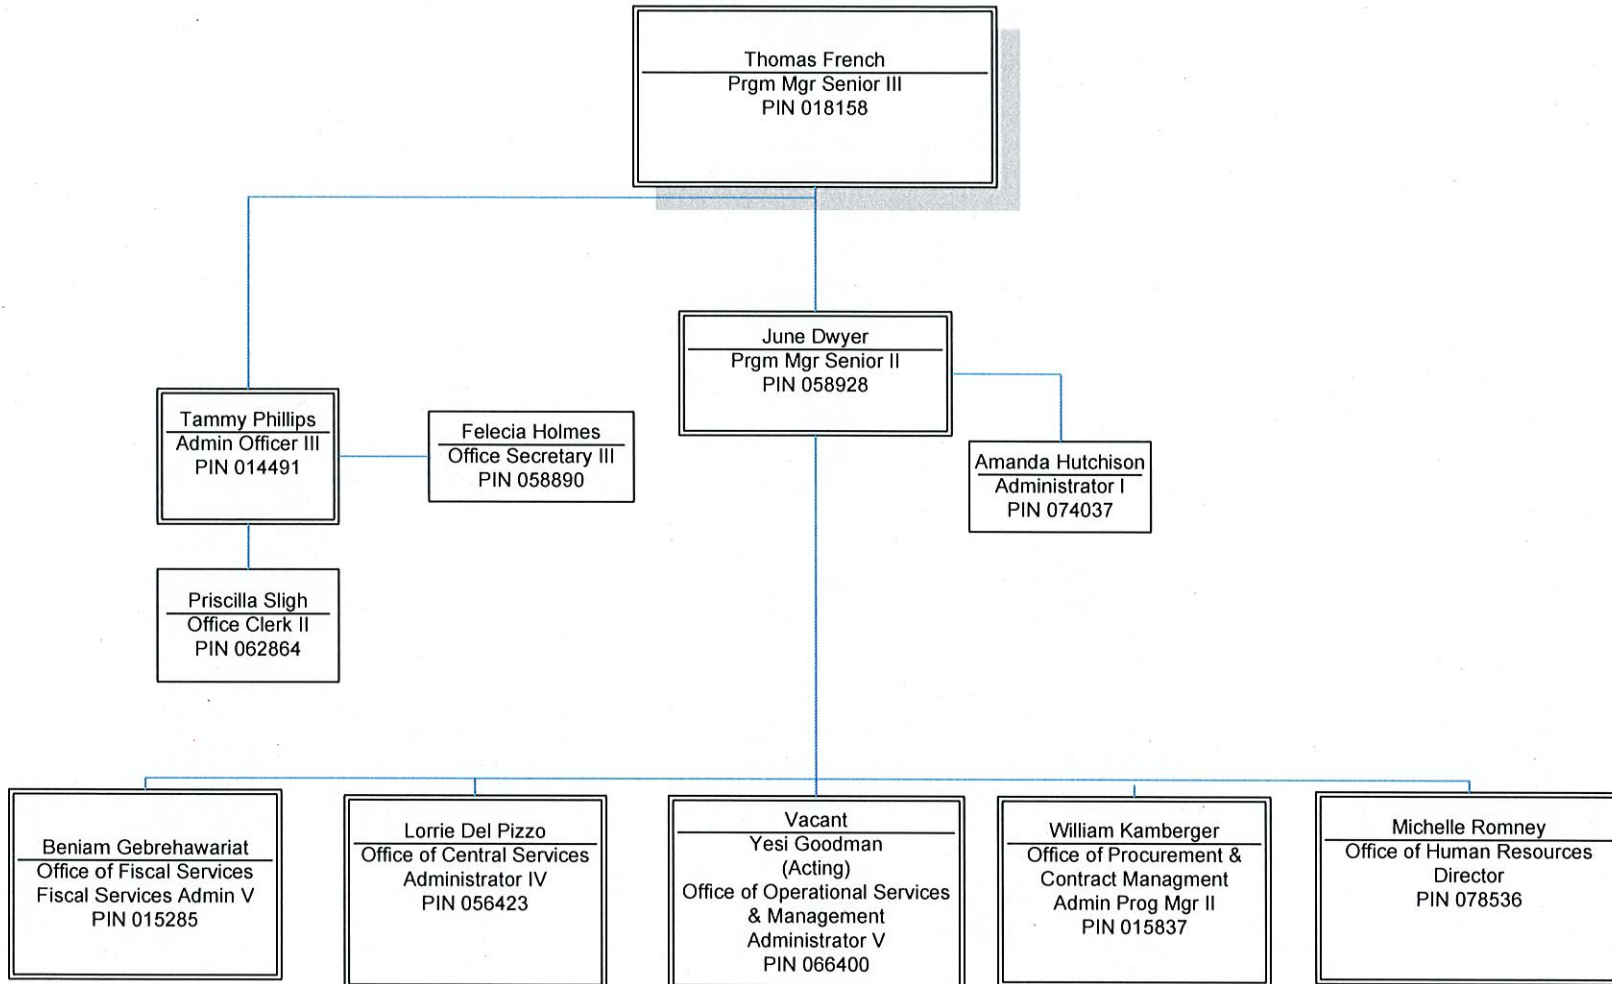 Thomas French
Prgm Mgr Senior III
PIN 018158
June Dwyer
Prgm Mgr Senior II
PIN 058928
Tammy Phillips
Admin Officer III
PIN 014491
Felecia Holmes
Office Secretary III
PIN 058890
Amanda Hutchison
Administrator I
PIN 074037
Priscilla Sligh
Office Clerk II
PIN 062864
Beniam Gebrehawariat
Office of Fiscal Services
Fiscal Services Admin V
PIN 015285
Lorrie Del Pizzo
Office of Central Services
Administrator IV
PIN 056423
Vacant
Yesi Goodman
(Acting)
Office of Operational Services
& Management
Administrator V
PIN 066400
William Kamberger
Office of Procurement &
Contract Managment
Admin Prog Mgr II
PIN 015837
Michelle Romney
Office of Human Resources
Director
PIN 078536